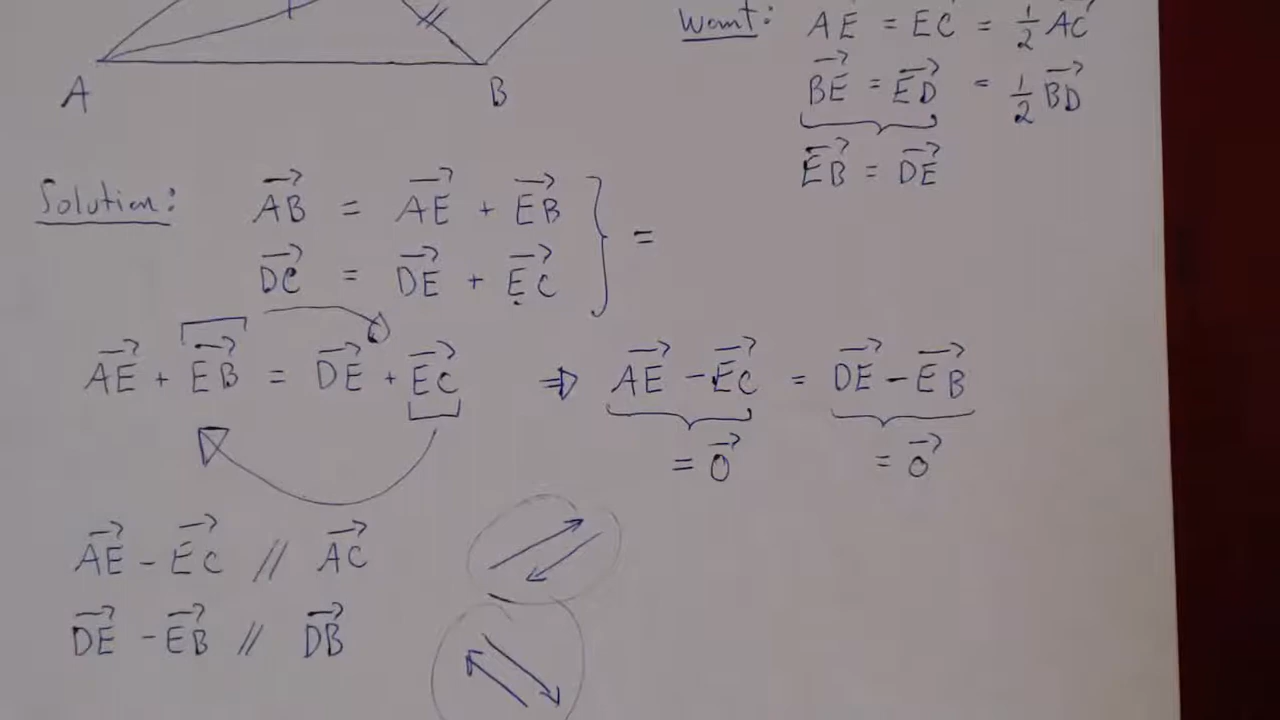 Want: AE = EC = 1/2 AC→
BE→ = ED→ = 1/2 BD→
EB→ = DE→
A B
Solution: AB→ = AE→ + EB→
DC→ = DE→ + EC→ } =
AE→ + EB→ = DE→ + EC→ ⇒ AE→ - EC→ = DE→ - EB→
= 0→ = 0→
AE→ - EC→ // AC→
DE→ - EB→ // DB→